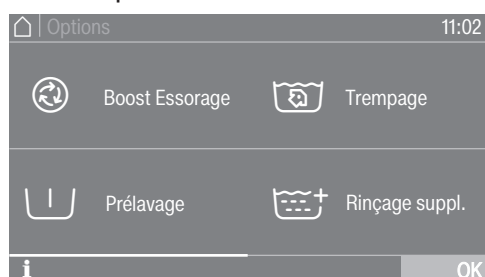 Options 11:02
Boost Essorage Trempage
Prélavage Rinçage suppl.
i OK